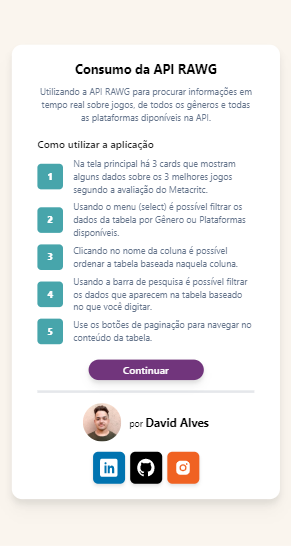 Consumo da API RAWG
Utilizando a API RAWG para procurar informações em
tempo real sobre jogos, de todos os gêneros e todas
as plataformas diponíveis na API.
Como utilizar a aplicação
1
Na tela principal há 3 cards que mostram
alguns dados sobre os 3 melhores jogos
segundo a avaliação do Metacritc.
2
Usando o menu (select) é possível filtrar os
dados da tabela por Gênero ou Plataformas
disponíveis.
3
Clicando no nome da coluna é possível
ordenar a tabela baseada naquela coluna.
4
Usando a barra de pesquisa é possível filtrar
os dados que aparecem na tabela baseado
no que você digitar.
5
Use os botões de paginação para navegar no
conteúdo da tabela.
Continuar
por David Alves
in